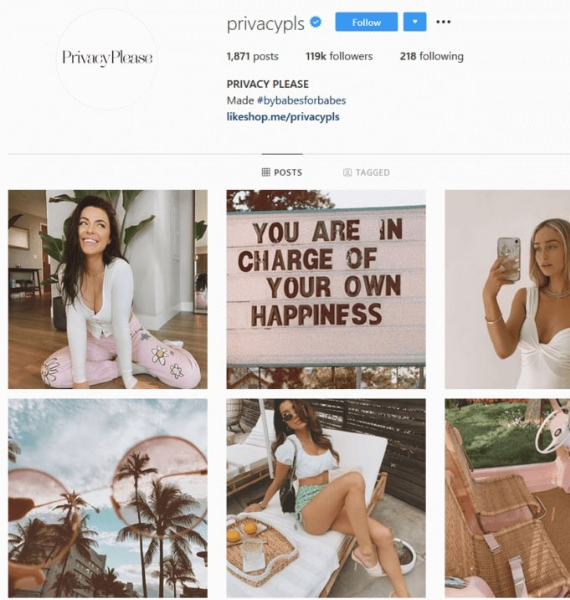 privacypls
Follow
PrivacyPlease
1,871 posts 119k followers 218 following
PRIVACY PLEASE
Made #bybabesforbabes
likeshop.me/privacypls
POSTS TAGGED
YOU ARE IN
CHARGE OF
YOUR OWN
HAPPINESS